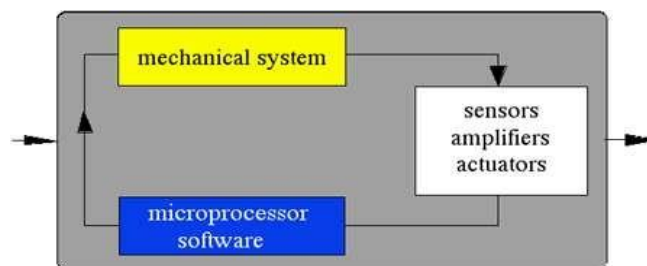 mechanical system
sensors
amplifiers
actuators
microprocessor
software